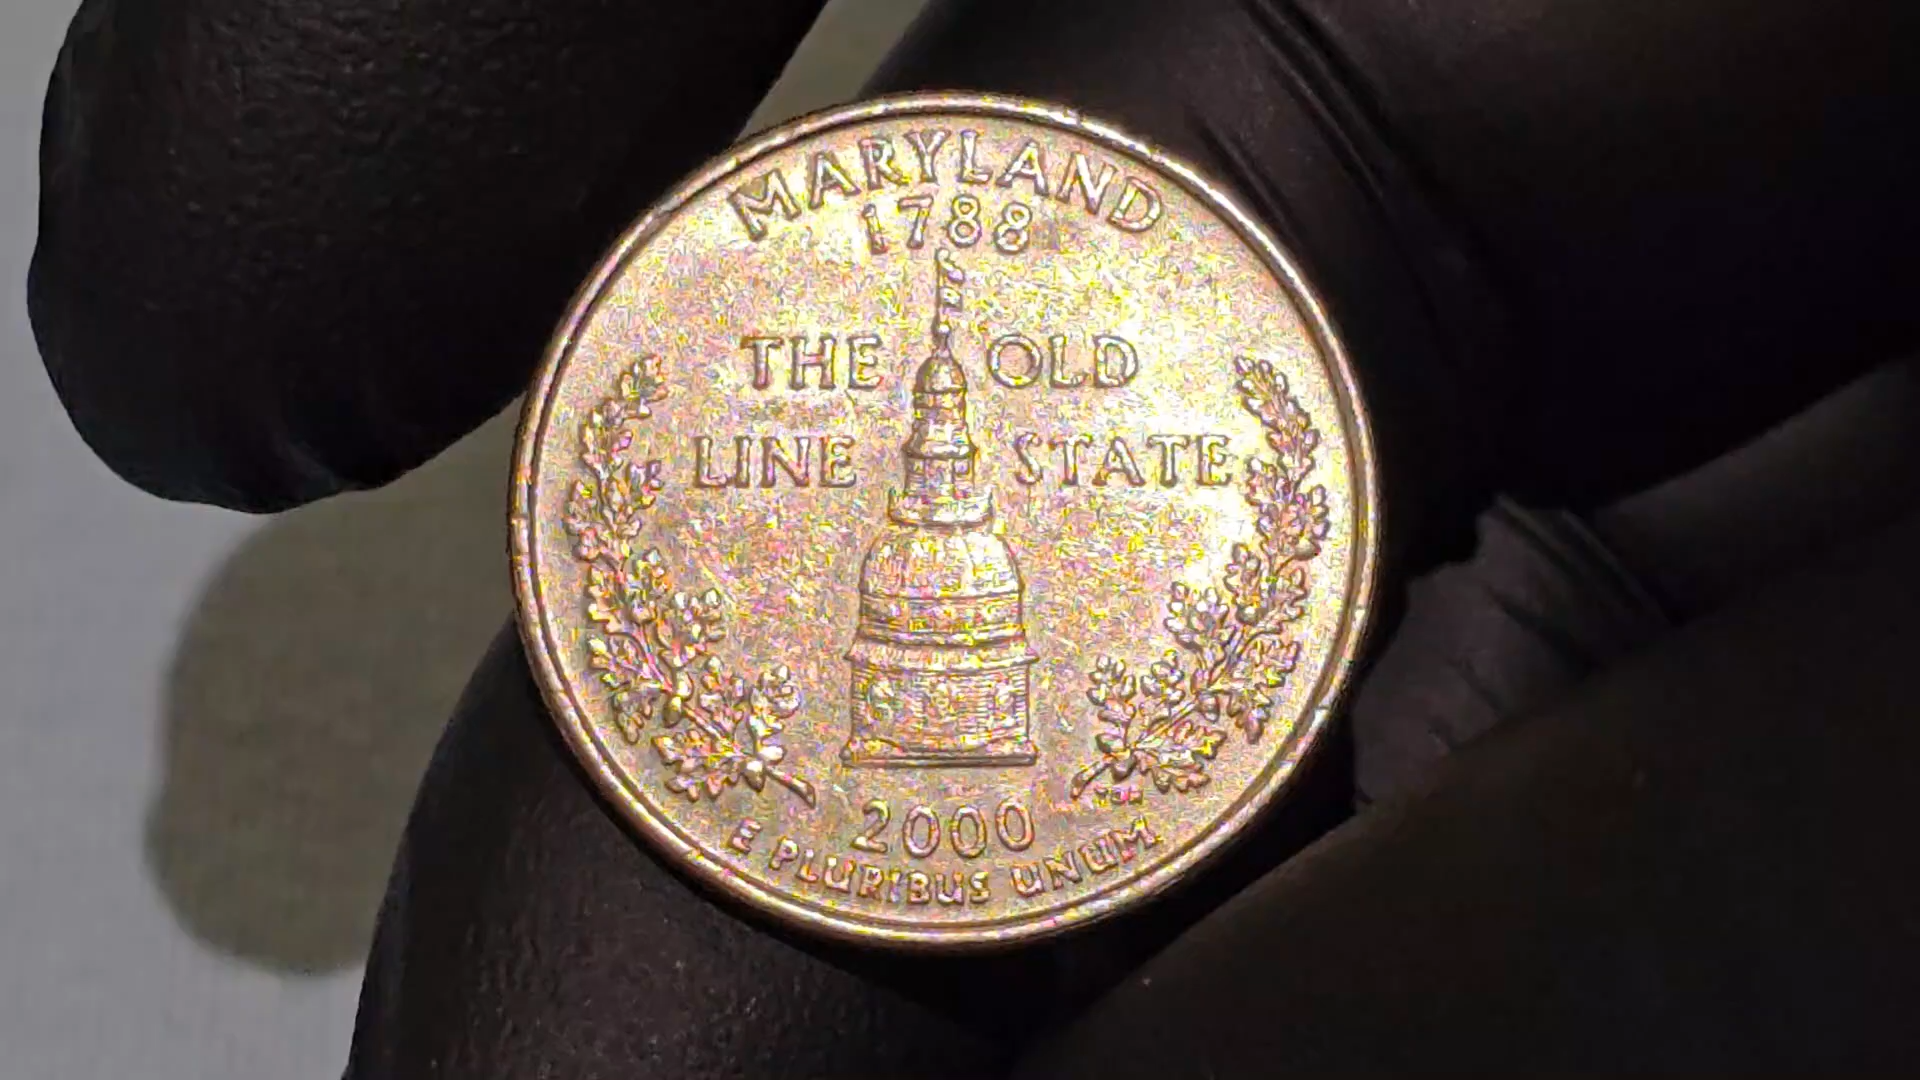 MARYLAND
1788
THE OLD
LINE STATE
2000
E PLURIBUS UNUM